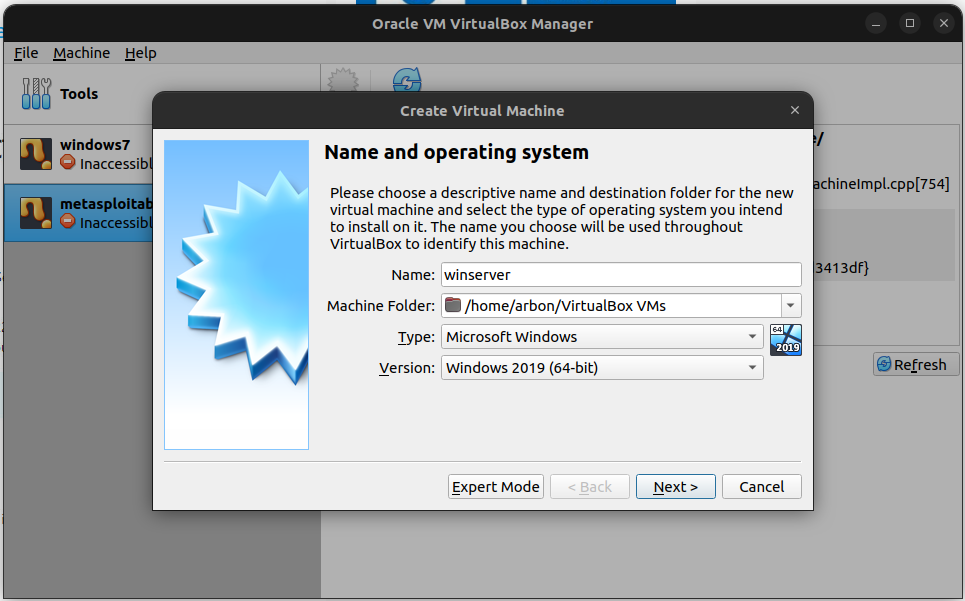 Oracle VM VirtualBox Manager
File Machine Help
Tools
windows7
Inaccessibl
metasploitab
Inaccessibl
Create Virtual Machine
Name and operating system
Please choose a descriptive name and destination folder for the new
virtual machine and select the type of operating system you intend
to install on it. The name you choose will be used throughout
VirtualBox to identify this machine.
Name: winserver
Machine Folder: /home/arbon/VirtualBox VMs
Type: Microsoft Windows
64
2019
Version: Windows 2019 (64-bit)
Expert Mode < Back Next > Cancel
e/
achineImpl.cpp[754]
3413df}
Refresh